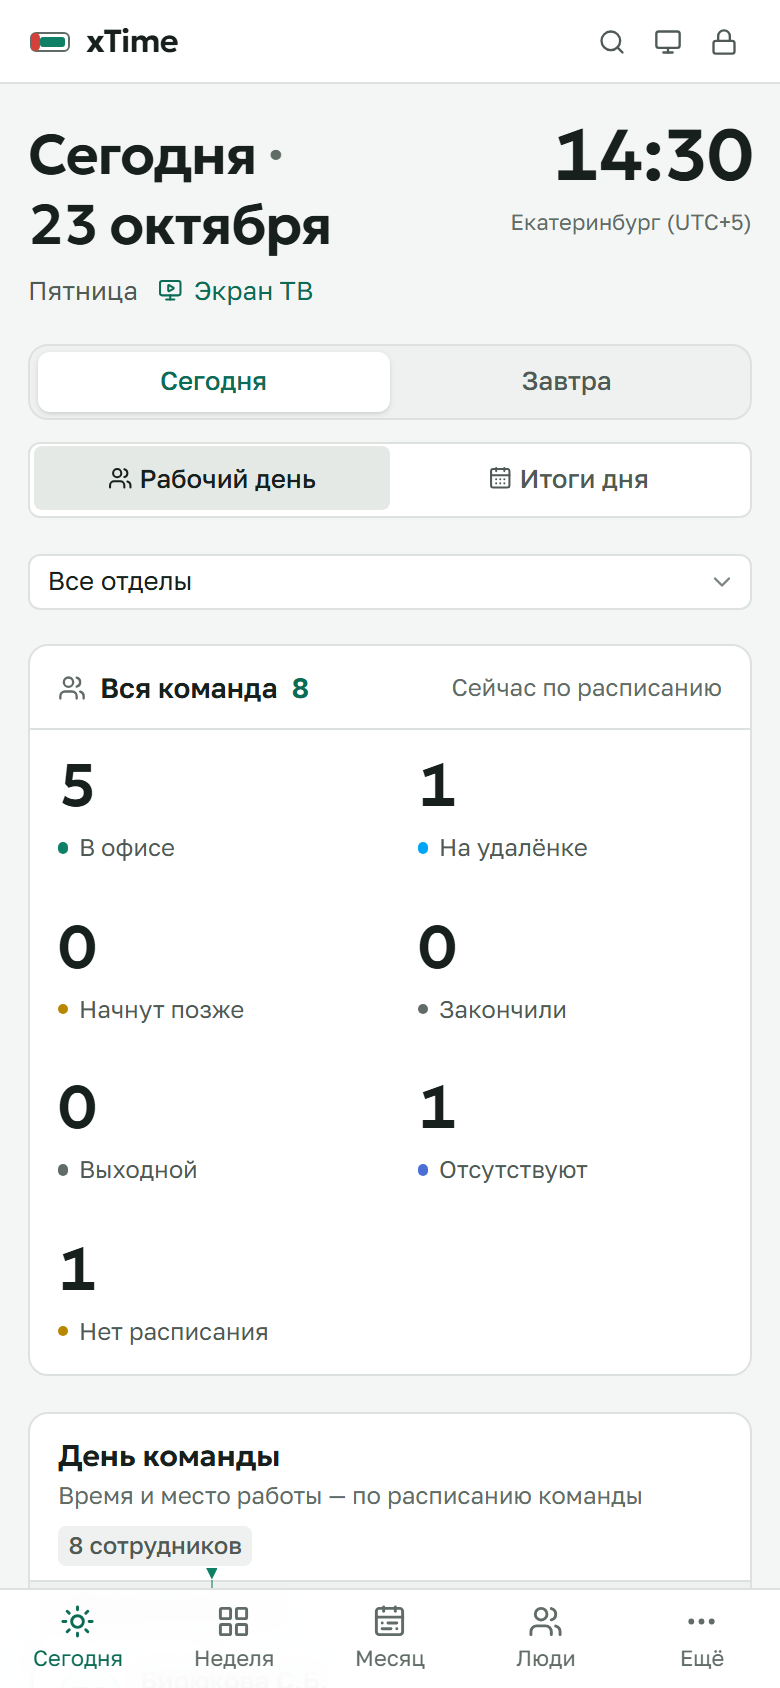 xTime
Сегодня ·
23 октября
14:30
Екатеринбург (UTC+5)
Пятница Экран ТВ
Сегодня Завтра
Рабочий день Итоги дня
Все отделы
Вся команда 8 Сейчас по расписанию
5 1
В офисе На удалёнке
0 0
Начнут позже Закончили
0 1
Выходной Отсутствуют
1
Нет расписания
День команды
Время и место работы — по расписанию команды
8 сотрудников
Сегодня Неделя Месяц Люди Ещё